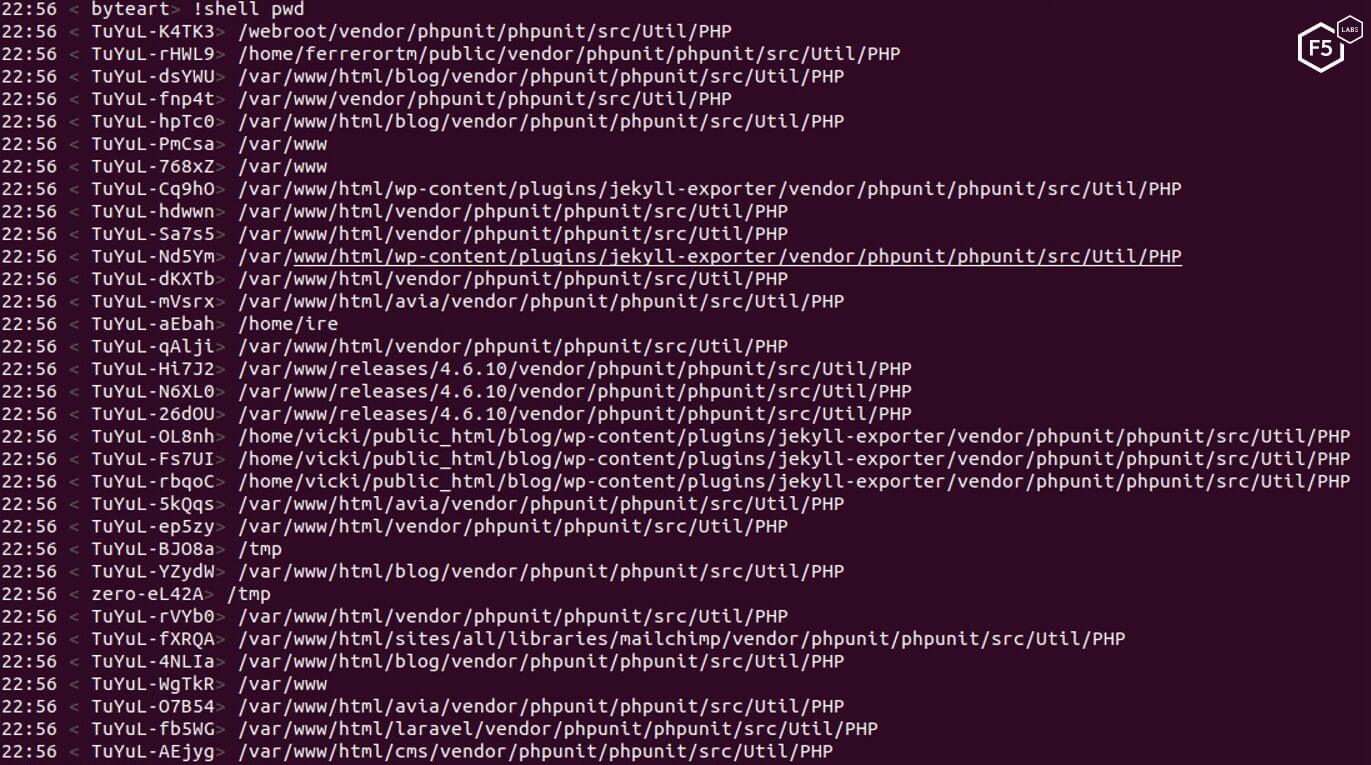 22:56 < byteart> !shell pwd
22:56 < TuYuL-K4TK3> /webroot/vendor/phpunit/phpunit/src/Util/PHP
22:56 < TuYuL-rHWL9> /home/ferrerortm/public/vendor/phpunit/phpunit/src/Util/PHP
22:56 < TuYuL-dsYWU> /var/www/html/blog/vendor/phpunit/phpunit/src/Util/PHP
22:56 < TuYuL-fnp4t> /var/www/vendor/phpunit/phpunit/src/Util/PHP
22:56 < TuYuL-hpTc0> /var/www/html/blog/vendor/phpunit/phpunit/src/Util/PHP
22:56 < TuYuL-PmCsa> /var/www
22:56 < TuYuL-768xZ> /var/www
22:56 < TuYuL-Cq9hO> /var/www/html/wp-content/plugins/jekyll-exporter/vendor/phpunit/phpunit/src/Util/PHP
22:56 < TuYuL-hdwwn> /var/www/html/vendor/phpunit/phpunit/src/Util/PHP
22:56 < TuYuL-Sa7s5> /var/www/html/vendor/phpunit/phpunit/src/Util/PHP
22:56 < TuYuL-Nd5Ym> /var/www/html/wp-content/plugins/jekyll-exporter/vendor/phpunit/phpunit/src/Util/PHP
22:56 < TuYuL-dKXTb> /var/www/html/vendor/phpunit/phpunit/src/Util/PHP
22:56 < TuYuL-mVsrx> /var/www/html/avia/vendor/phpunit/phpunit/src/Util/PHP
22:56 < TuYuL-aEbah> /home/ire
22:56 < TuYuL-qAlji> /var/www/html/vendor/phpunit/phpunit/src/Util/PHP
22:56 < TuYuL-Hi7J2> /var/www/releases/4.6.10/vendor/phpunit/phpunit/src/Util/PHP
22:56 < TuYuL-N6XL0> /var/www/releases/4.6.10/vendor/phpunit/phpunit/src/Util/PHP
22:56 < TuYuL-26dOU> /var/www/releases/4.6.10/vendor/phpunit/phpunit/src/Util/PHP
22:56 < TuYuL-OL8nh> /home/vicki/public_html/blog/wp-content/plugins/jekyll-exporter/vendor/phpunit/phpunit/src/Util/PHP
22:56 < TuYuL-Fs7UI> /home/vicki/public_html/blog/wp-content/plugins/jekyll-exporter/vendor/phpunit/phpunit/src/Util/PHP
22:56 < TuYuL-rbqoC> /home/vicki/public_html/blog/wp-content/plugins/jekyll-exporter/vendor/phpunit/phpunit/src/Util/PHP
22:56 < TuYuL-5kQqs> /var/www/html/avia/vendor/phpunit/phpunit/src/Util/PHP
22:56 < TuYuL-ep5zy> /var/www/html/vendor/phpunit/phpunit/src/Util/PHP
22:56 < TuYuL-BJO8a> /tmp
22:56 < TuYuL-YZydW> /var/www/html/blog/vendor/phpunit/phpunit/src/Util/PHP
22:56 < zero-eL42A> /tmp
22:56 < TuYuL-rVYb0> /var/www/html/vendor/phpunit/phpunit/src/Util/PHP
22:56 < TuYuL-fXRQA> /var/www/html/sites/all/libraries/mailchimp/vendor/phpunit/phpunit/src/Util/PHP
22:56 < TuYuL-4NLIa> /var/www/html/blog/vendor/phpunit/phpunit/src/Util/PHP
22:56 < TuYuL-WgTkR> /var/www
22:56 < TuYuL-O7B54> /var/www/html/avia/vendor/phpunit/phpunit/src/Util/PHP
22:56 < TuYuL-fb5WG> /var/www/html/laravel/vendor/phpunit/phpunit/src/Util/PHP
22:56 < TuYuL-AEjyg> /var/www/html/cms/vendor/phpunit/phpunit/src/Util/PHP
F5
LABS